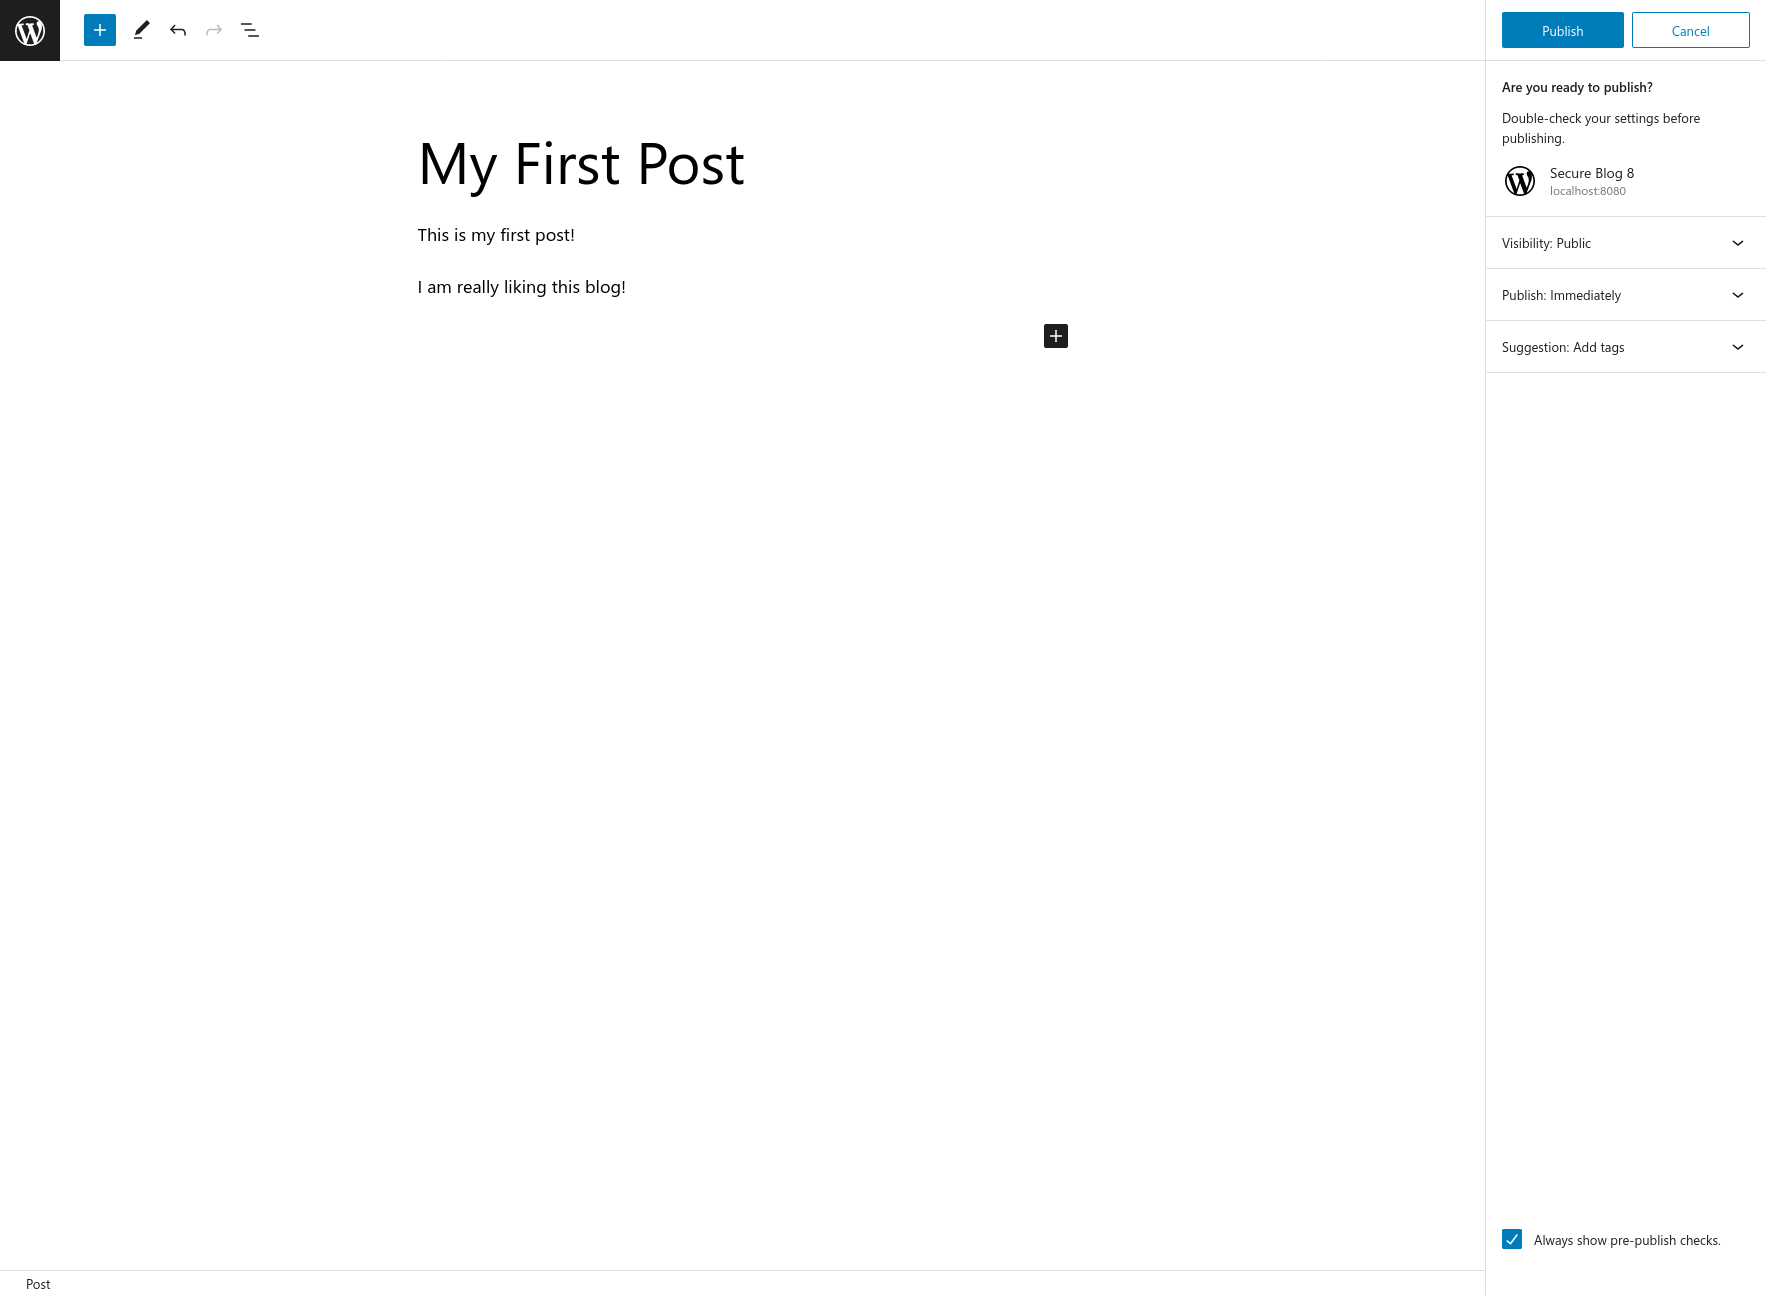 Publish
Cancel
My First Post
This is my first post!
I am really liking this blog!
Are you ready to publish?
Double-check your settings before
publishing.
Secure Blog 8
localhost:8080
Visibility: Public
Publish: Immediately
Suggestion: Add tags
Always show pre-publish checks.
Post